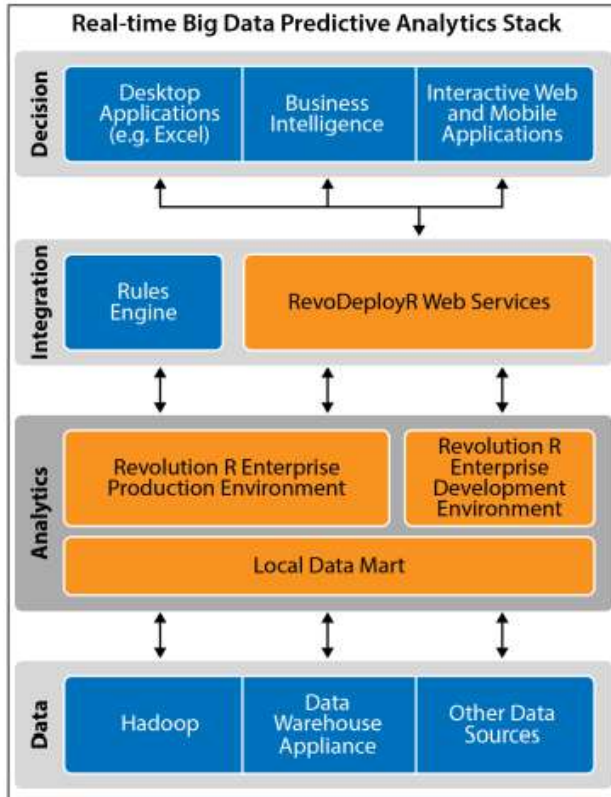 Real-time Big Data Predictive Analytics Stack
Decision
Desktop
Applications
(e.g. Excel)
Business
Intelligence
Interactive Web
and Mobile
Applications
Integration
Rules
Engine
RevoDeployR Web Services
Analytics
Revolution R Enterprise
Production Environment
Revolution R
Enterprise
Development
Environment
Local Data Mart
Data
Hadoop
Data
Warehouse
Appliance
Other Data
Sources